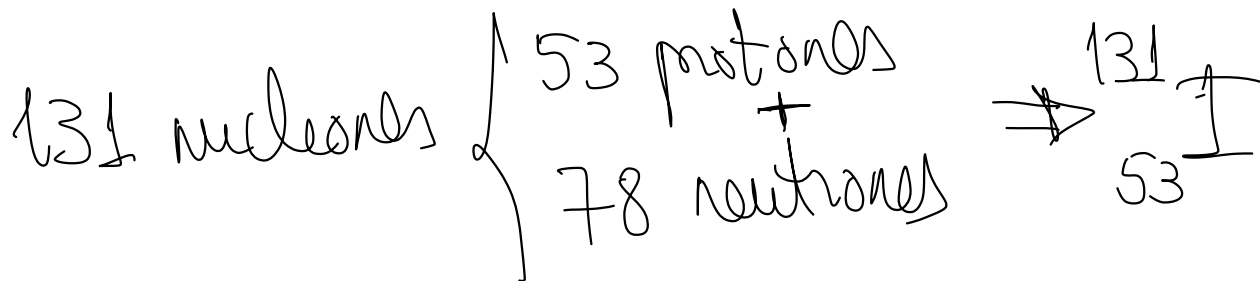 131 nucleones { 53 protones + 78 neutrones ⇒ ¹³¹₅₃I